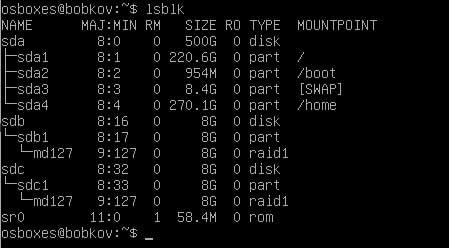 osboxes@bobkov:~$ lsblk
NAME        MAJ:MIN RM   SIZE RO TYPE  MOUNTPOINT
sda           8:0    0   500G  0 disk
├─sda1        8:1    0 220.6G  0 part  /
├─sda2        8:2    0   954M  0 part  /boot
├─sda3        8:3    0   8.4G  0 part  [SWAP]
└─sda4        8:4    0 270.1G  0 part  /home
sdb           8:16   0     8G  0 disk
└─sdb1        8:17   0     8G  0 part
  └─md127     9:127  0     8G  0 raid1
sdc           8:32   0     8G  0 disk
└─sdc1        8:33   0     8G  0 part
  └─md127     9:127  0     8G  0 raid1
sr0          11:0    1  58.4M  0 rom
osboxes@bobkov:~$ _